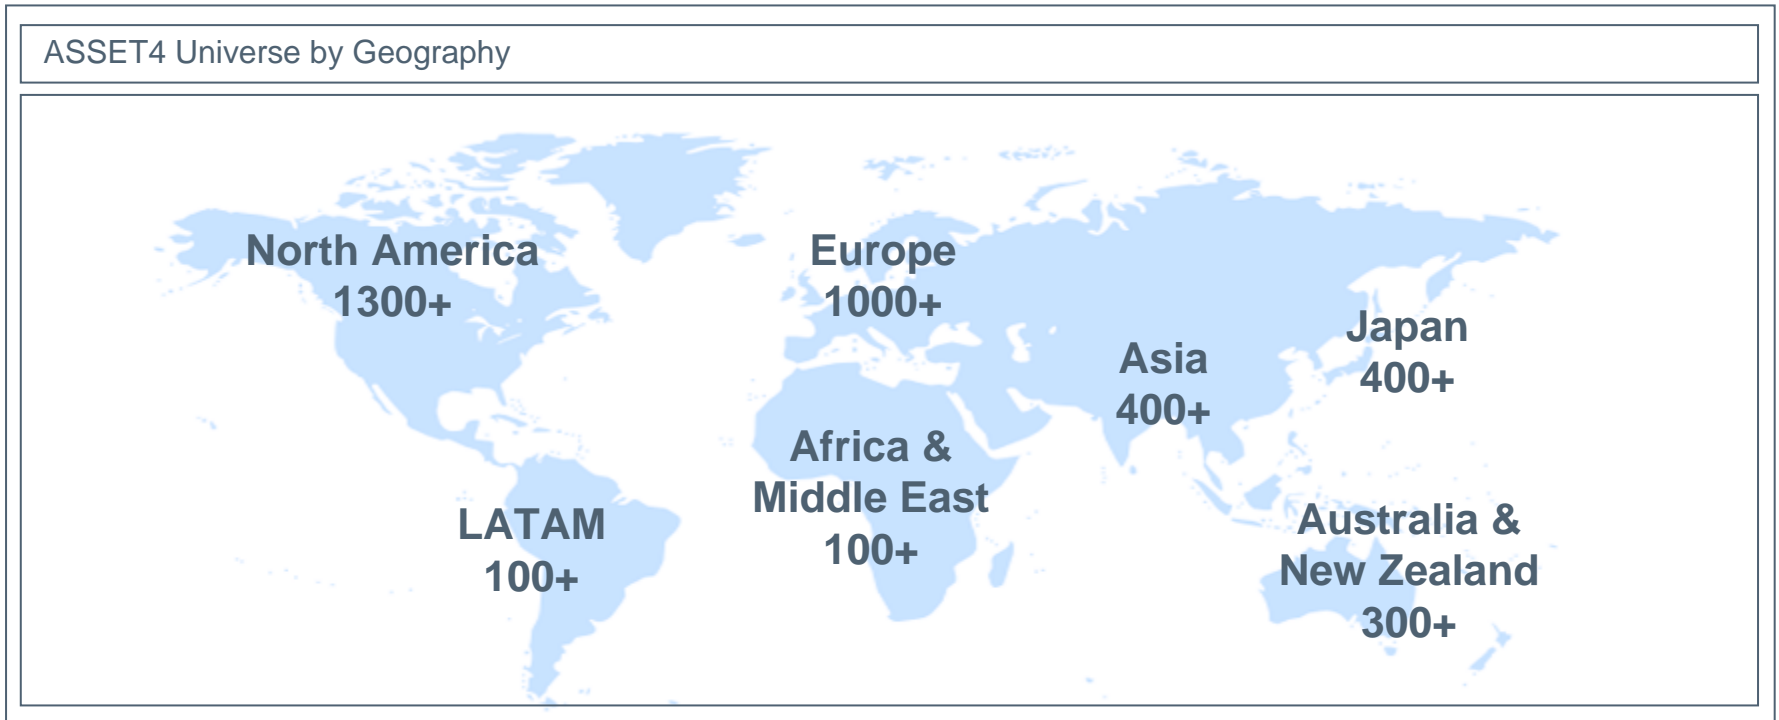 ASSET4 Universe by Geography
North America
1300+
Europe
1000+
Japan
400+
Asia
400+
Africa &
Middle East
100+
LATAM
100+
Australia &
New Zealand
300+